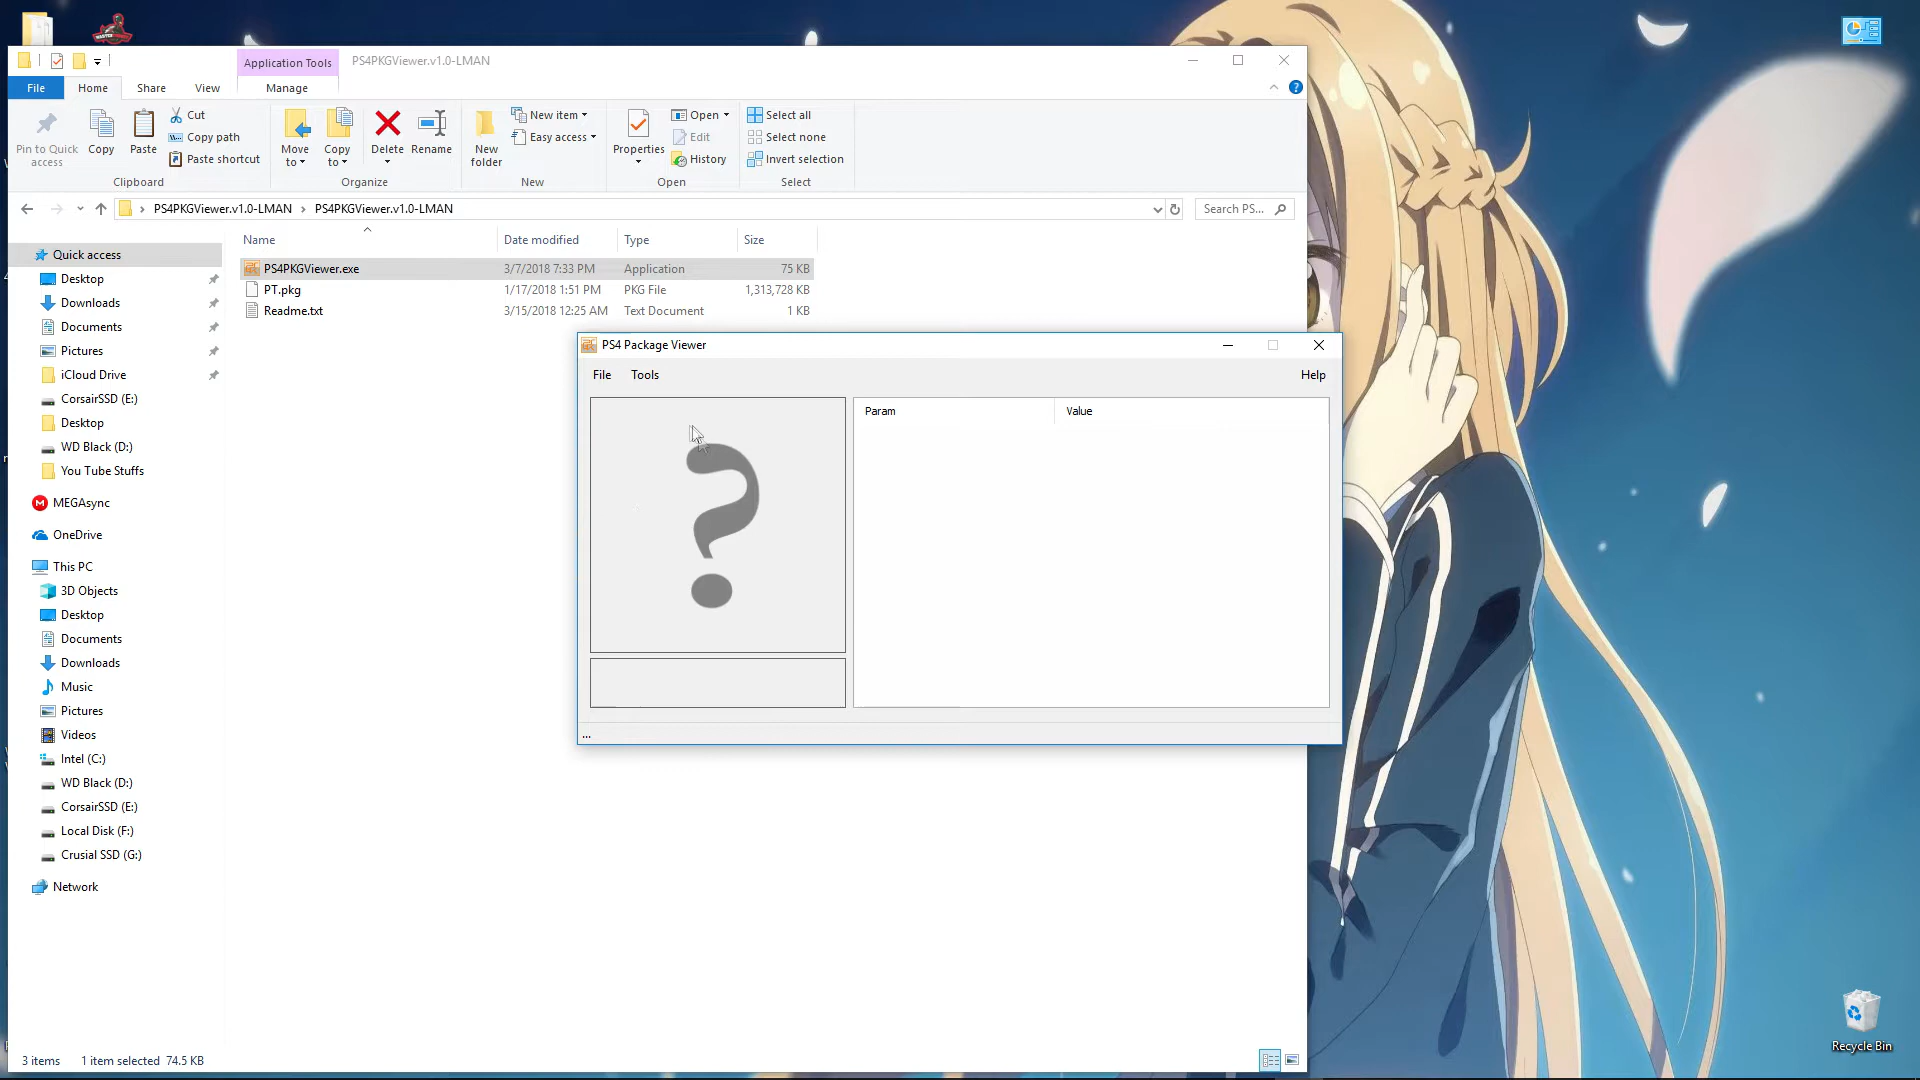 Application Tools
PS4PKGViewer.v1.0-LMAN
File
Home
Share
View
Manage
Pin to Quick access
Copy
Paste
Cut
Copy path
Paste shortcut
Move to
Copy to
Delete
Rename
New folder
New item
Easy access
Properties
Open
Edit
History
Select all
Select none
Invert selection
Clipboard
Organize
New
Open
Select
PS4PKGViewer.v1.0-LMAN
PS4PKGViewer.v1.0-LMAN
Search PS...
Name
Date modified
Type
Size
PS4PKGViewer.exe 3/7/2018 7:33 PM Application 75 KB
PT.pkg 1/17/2018 1:51 PM PKG File 1,313,728 KB
Readme.txt 3/15/2018 12:25 AM Text Document 1 KB
Quick access
Desktop
Downloads
Documents
Pictures
iCloud Drive
CorsairSSD (E:)
Desktop
WD Black (D:)
You Tube Stuffs
MEGAsync
OneDrive
This PC
3D Objects
Desktop
Documents
Downloads
Music
Pictures
Videos
Intel (C:)
WD Black (D:)
CorsairSSD (E:)
Local Disk (F:)
Crusial SSD (G:)
Network
PS4 Package Viewer
File
Tools
Help
Param
Value
?
...
3 items
1 item selected 74.5 KB
Recycle Bin